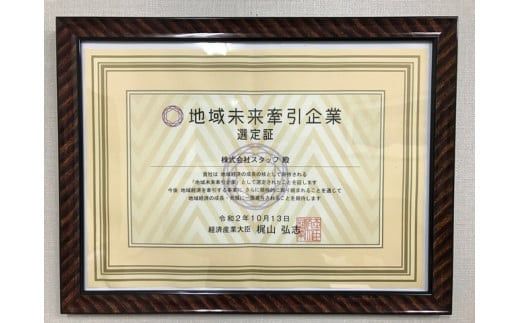 地域未来牽引企業
選定証
株式会社スタッフ 殿
貴社は 地域経済の成長の核として期待される
「地域未来牽引企業」として選定されたことを証します
今後 地域経済を牽引する事業に さらに積極的に取り組まれることを通じて
地域経済の成長・発展に一層寄与されることを期待します
令和2年10月13日
経済産業大臣 梶山 弘志